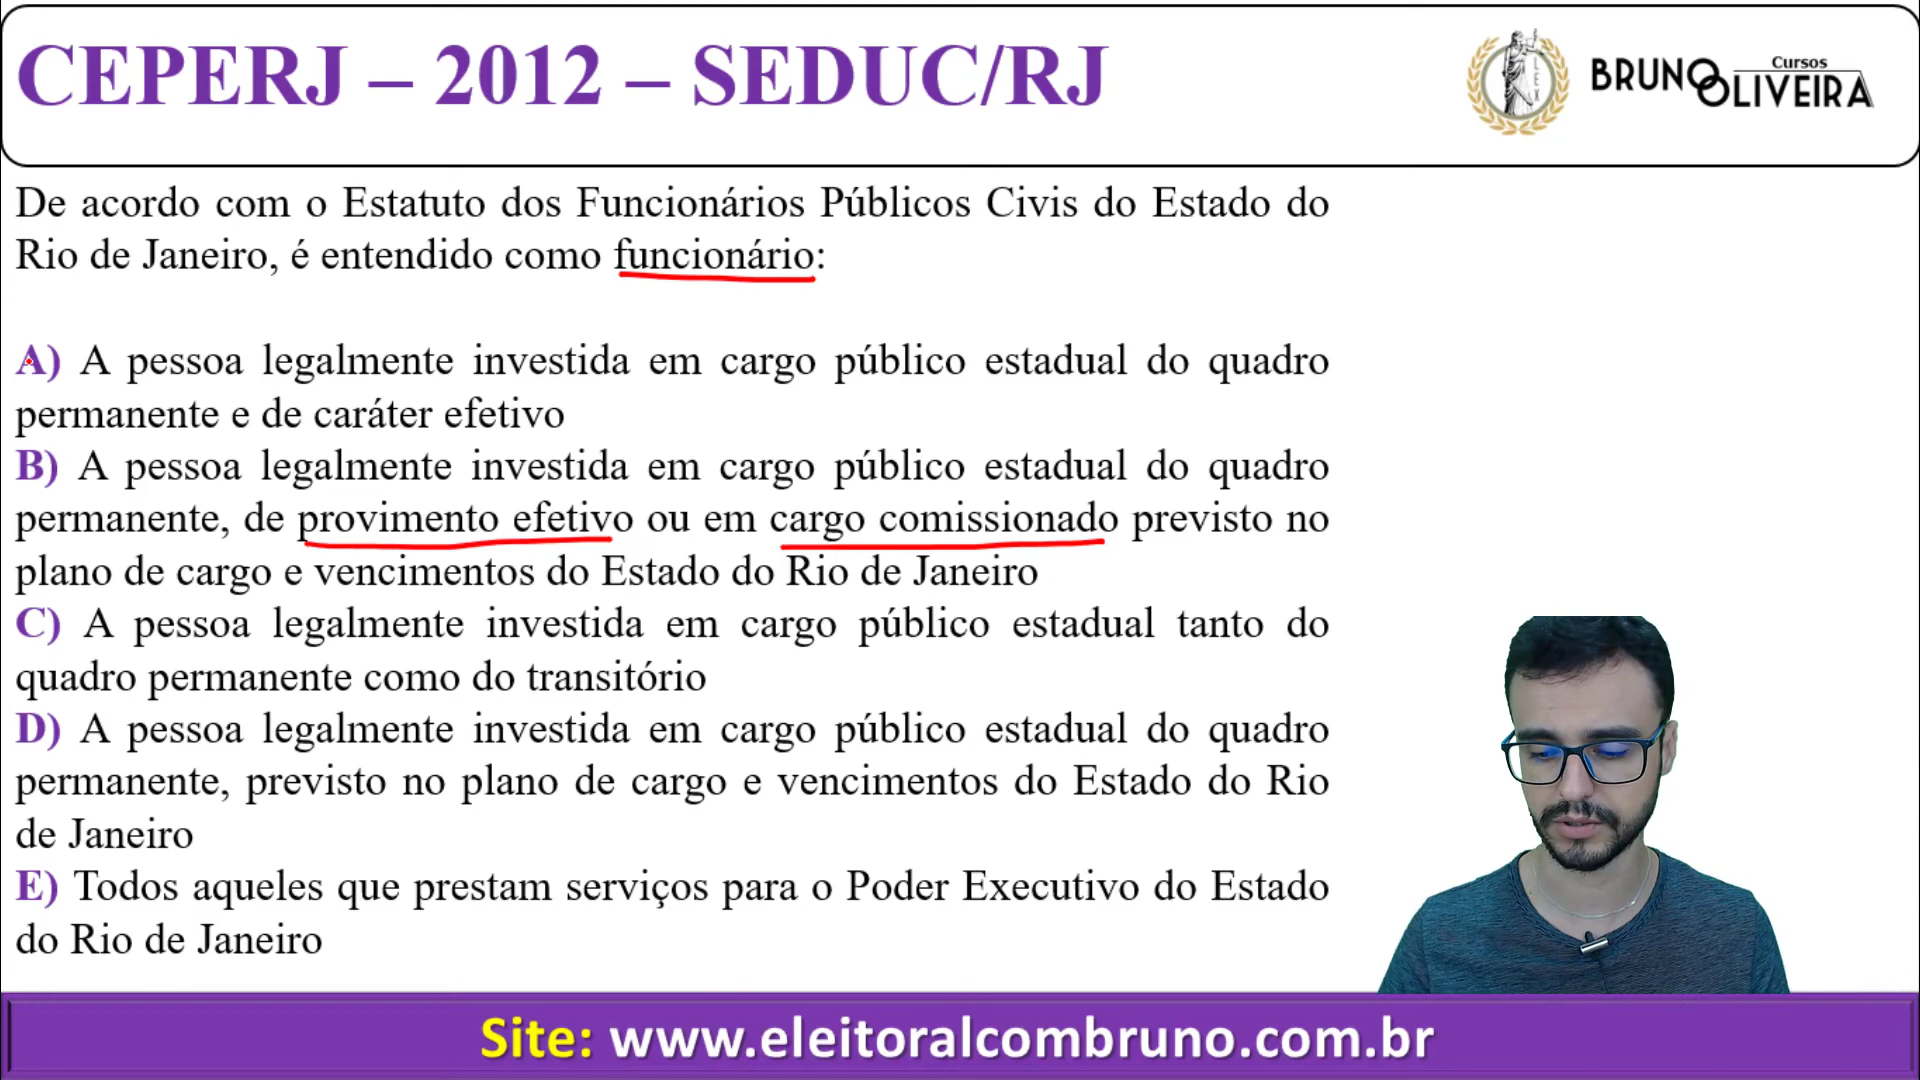 CEPERJ – 2012 – SEDUC/RJ
Cursos
BRUNO OLIVEIRA
De acordo com o Estatuto dos Funcionários Públicos Civis do Estado do
Rio de Janeiro, é entendido como funcionário:
A) A pessoa legalmente investida em cargo público estadual do quadro
permanente e de caráter efetivo
B) A pessoa legalmente investida em cargo público estadual do quadro
permanente, de provimento efetivo ou em cargo comissionado previsto no
plano de cargo e vencimentos do Estado do Rio de Janeiro
C) A pessoa legalmente investida em cargo público estadual tanto do
quadro permanente como do transitório
D) A pessoa legalmente investida em cargo público estadual do quadro
permanente, previsto no plano de cargo e vencimentos do Estado do Rio
de Janeiro
E) Todos aqueles que prestam serviços para o Poder Executivo do Estado
do Rio de Janeiro
Site: www.eleitoralcombruno.com.br